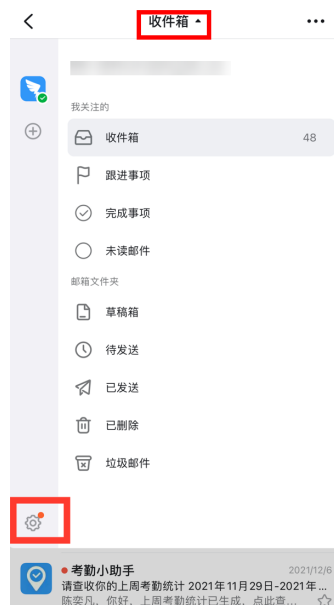 收件箱
我关注的
收件箱 48
跟进事项
完成事项
未读邮件
邮箱文件夹
草稿箱
待发送
已发送
已删除
垃圾邮件
考勤小助手 2021/12/6
请查收你的上周考勤统计 2021年11月29日-2021年...
陈奕凡，你好，上周考勤统计已生成，点此查...